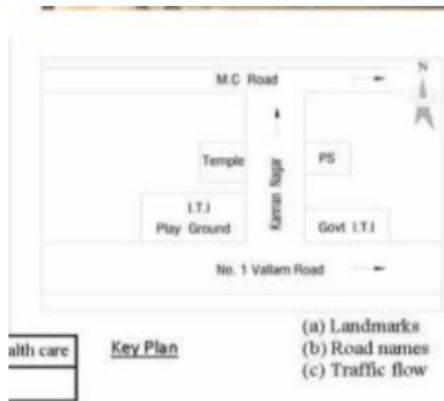 M.C Road
N
Temple
PS
Kannan Nagar
I.T.I
Play Ground
Govt I.T.I
No. 1 Vallam Road
alth care
Key Plan
(a) Landmarks
(b) Road names
(c) Traffic flow